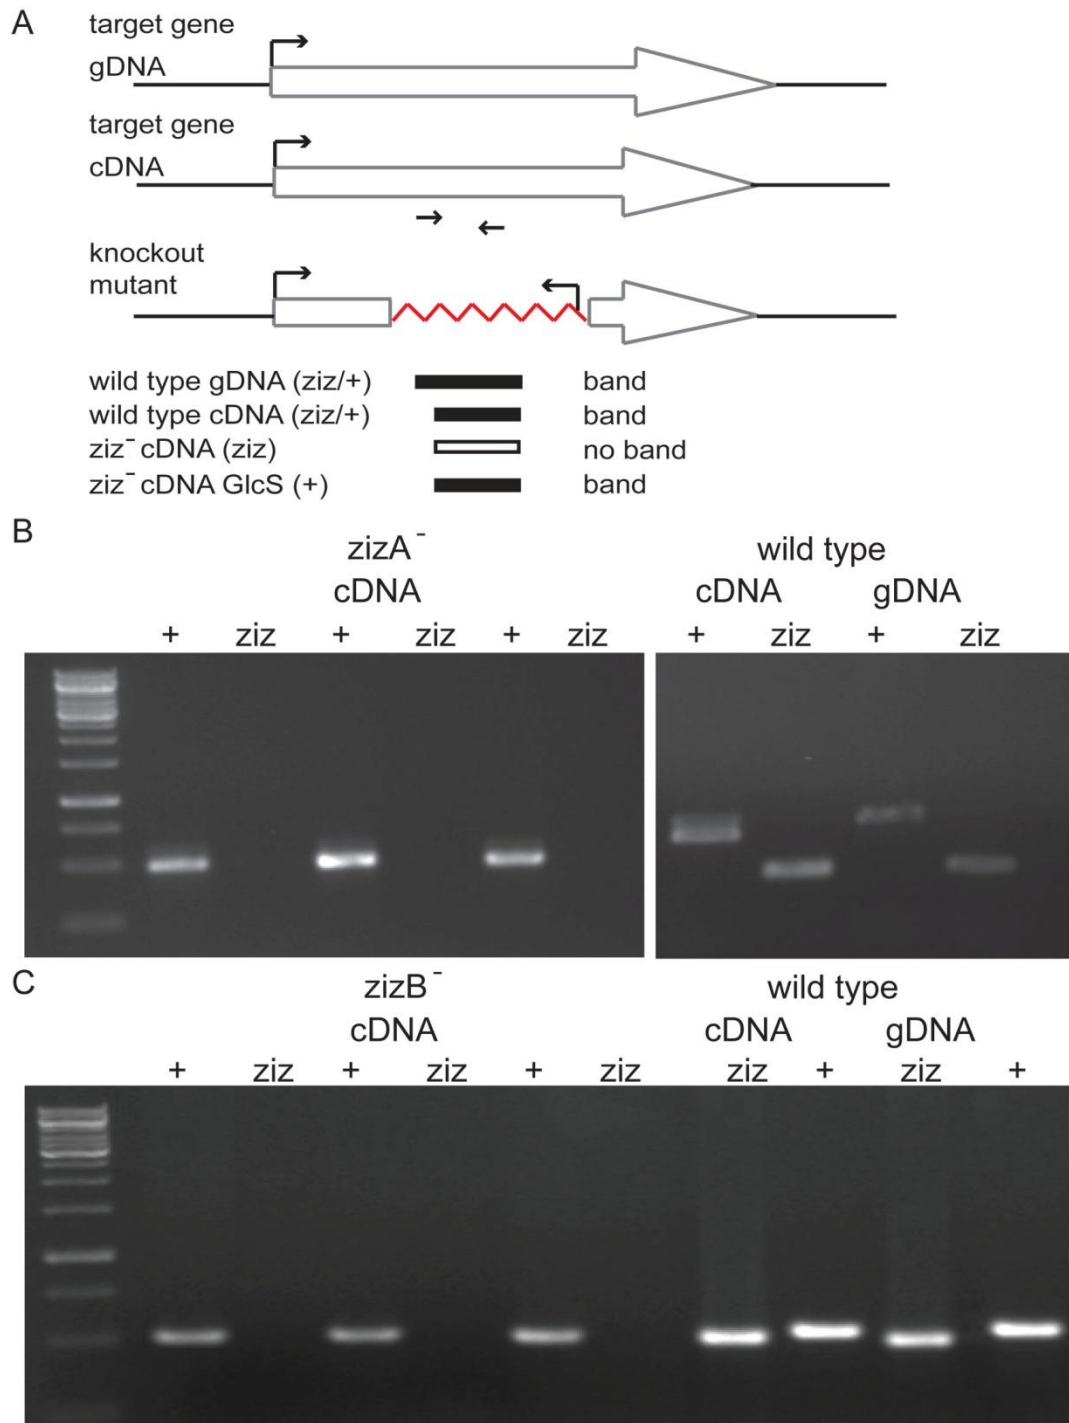 A
target gene
gDNA
target gene
cDNA
knockout
mutant
wild type gDNA (ziz/+) band
wild type cDNA (ziz/+) band
ziz⁻ cDNA (ziz) no band
ziz⁻ cDNA GlcS (+) band
B
zizA⁻ wild type
cDNA cDNA gDNA
+ ziz + ziz + ziz + ziz + ziz
C
zizB⁻ wild type
cDNA cDNA gDNA
+ ziz + ziz + ziz ziz + ziz +